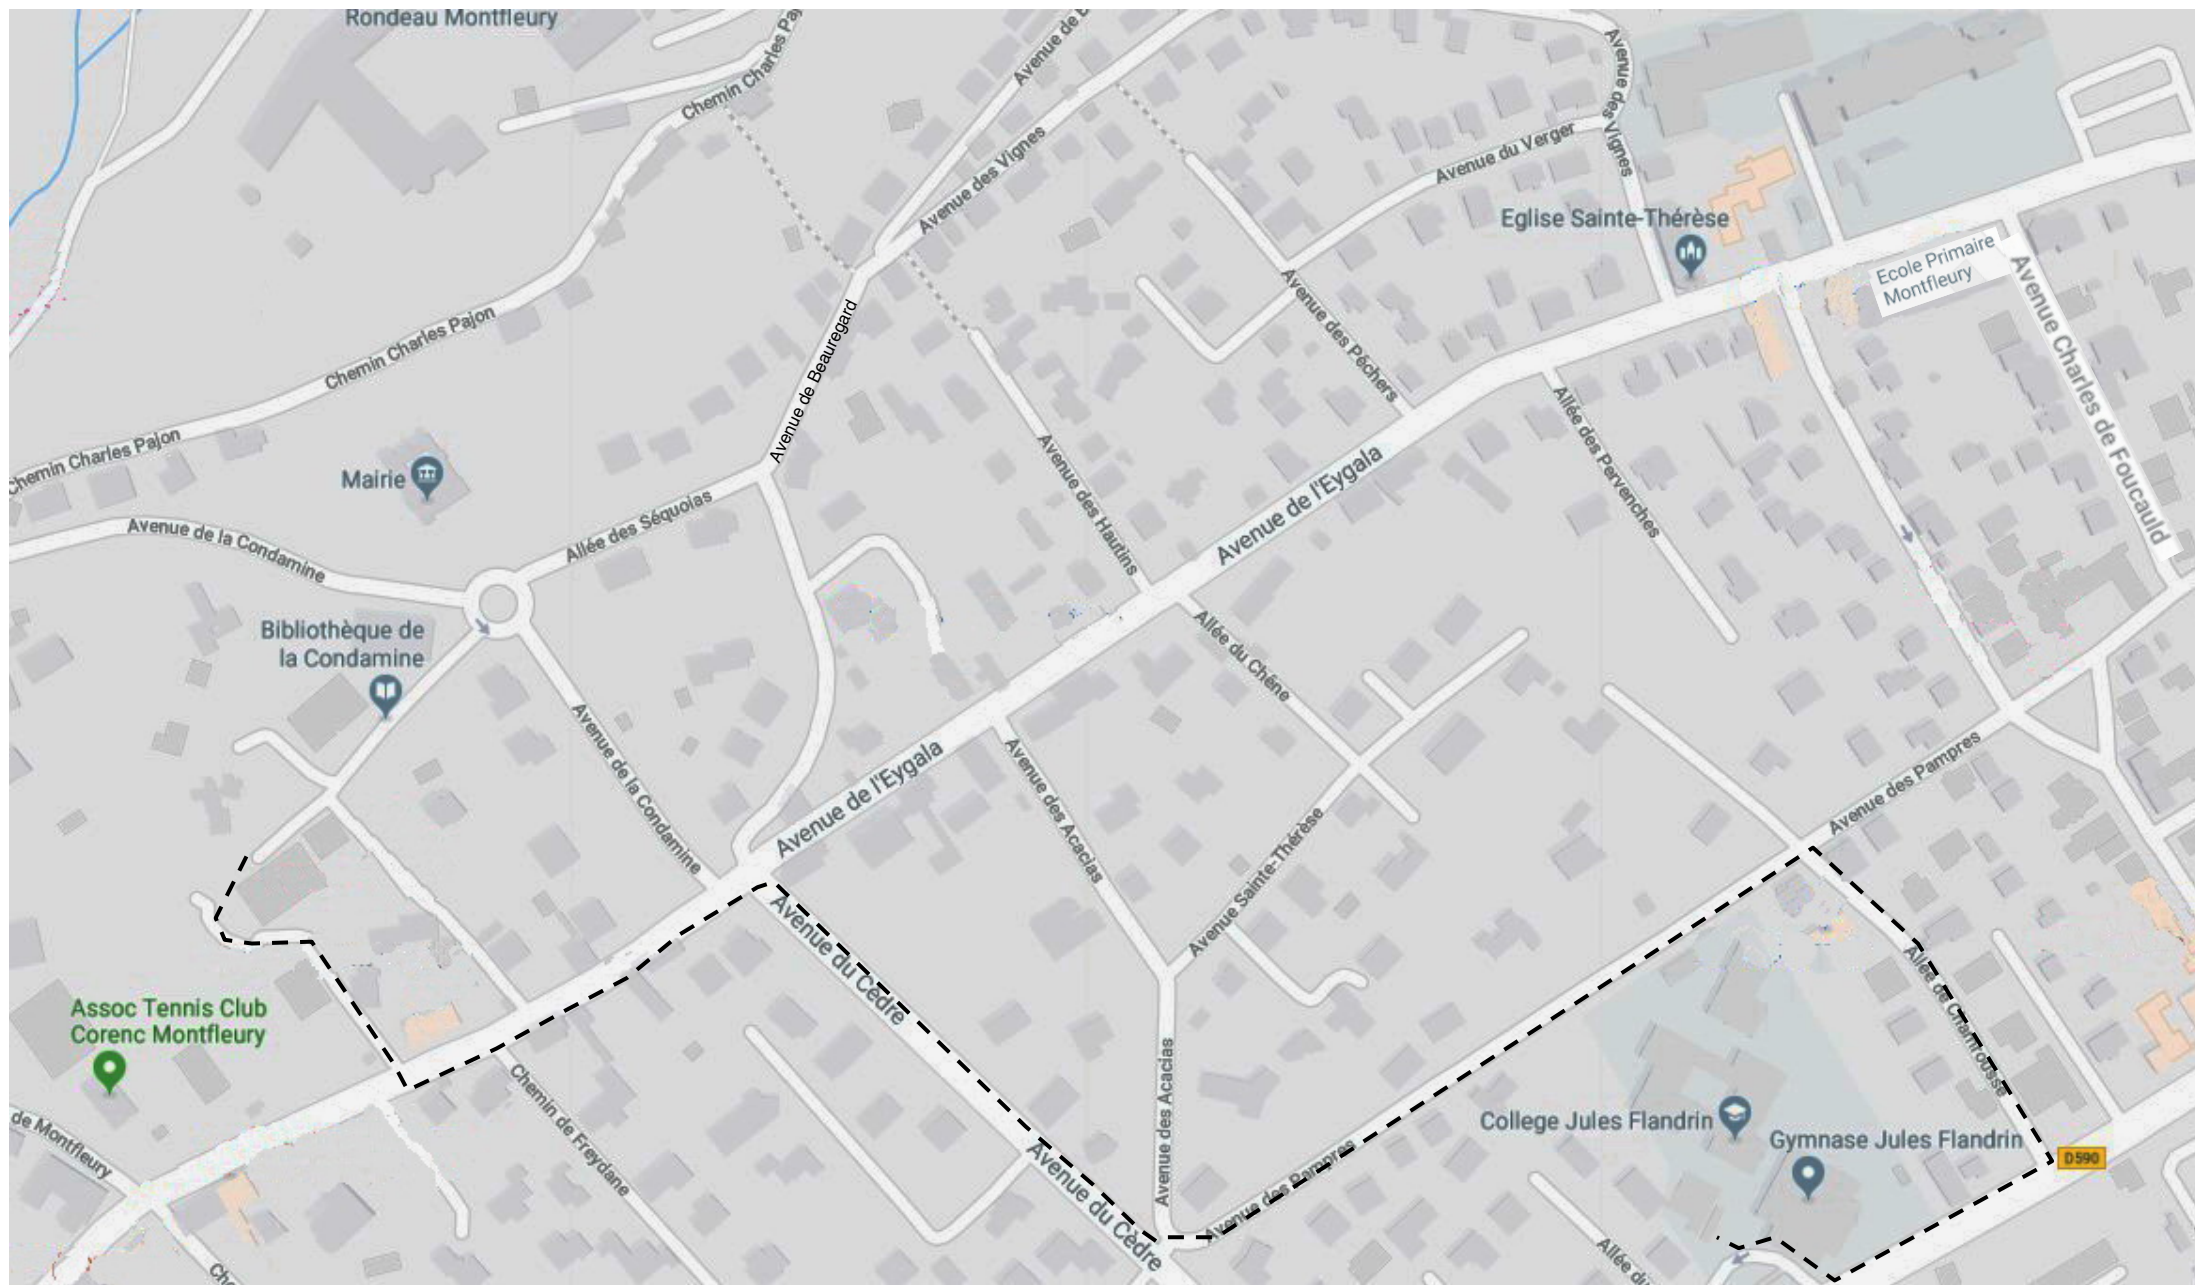 Rondeau Montfleury
Chemin Charles Pajon
Avenue de B
Avenue des Vignes
Avenue des Vignes
Avenue du Verger
Eglise Sainte-Thérèse
Ecole Primaire
Montfleury
Avenue Charles de Foucauld
Avenue des Pêchers
Chemin Charles Pajon
Avenue de Beauregard
Chemin Charles Pajon
Mairie
Allée des Pervenches
Avenue des Hautins
Avenue de l'Eygala
Allée des Séquoias
Avenue de la Condamine
Bibliothèque de
la Condamine
Allée du Chêne
Avenue de la Condamine
Avenue de l'Eygala
Avenue des Acacias
Avenue Sainte-Thérèse
Avenue des Pampres
Avenue du Cèdre
Allée de Chamrousse
Assoc Tennis Club
Corenc Montfleury
de Montfleury
Chemin de Freydane
Avenue des Acacias
College Jules Flandrin
Gymnase Jules Flandrin
D590
Avenue des Pampres
Avenue du Cèdre
Allée du
Che